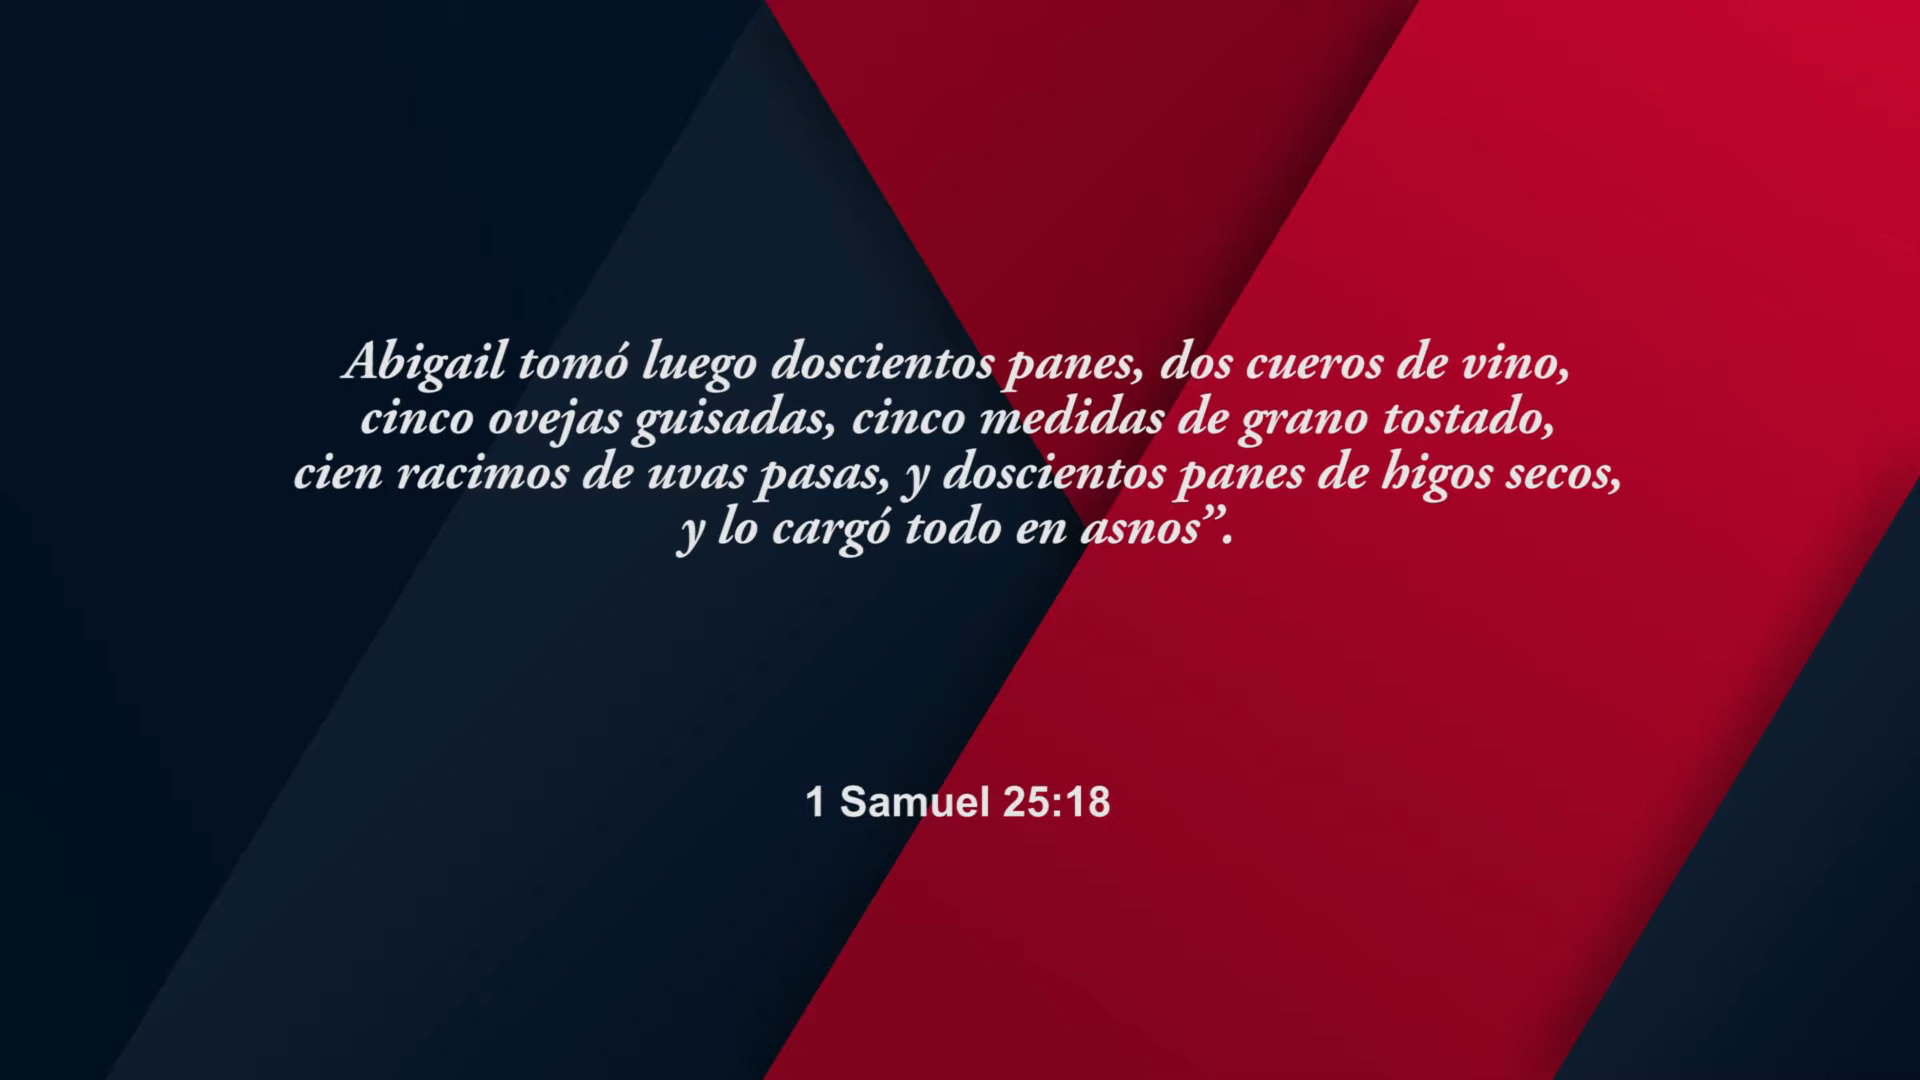 Abigail tomó luego doscientos panes, dos cueros de vino,
cinco ovejas guisadas, cinco medidas de grano tostado,
cien racimos de uvas pasas, y doscientos panes de higos secos,
y lo cargó todo en asnos”.
1 Samuel 25:18